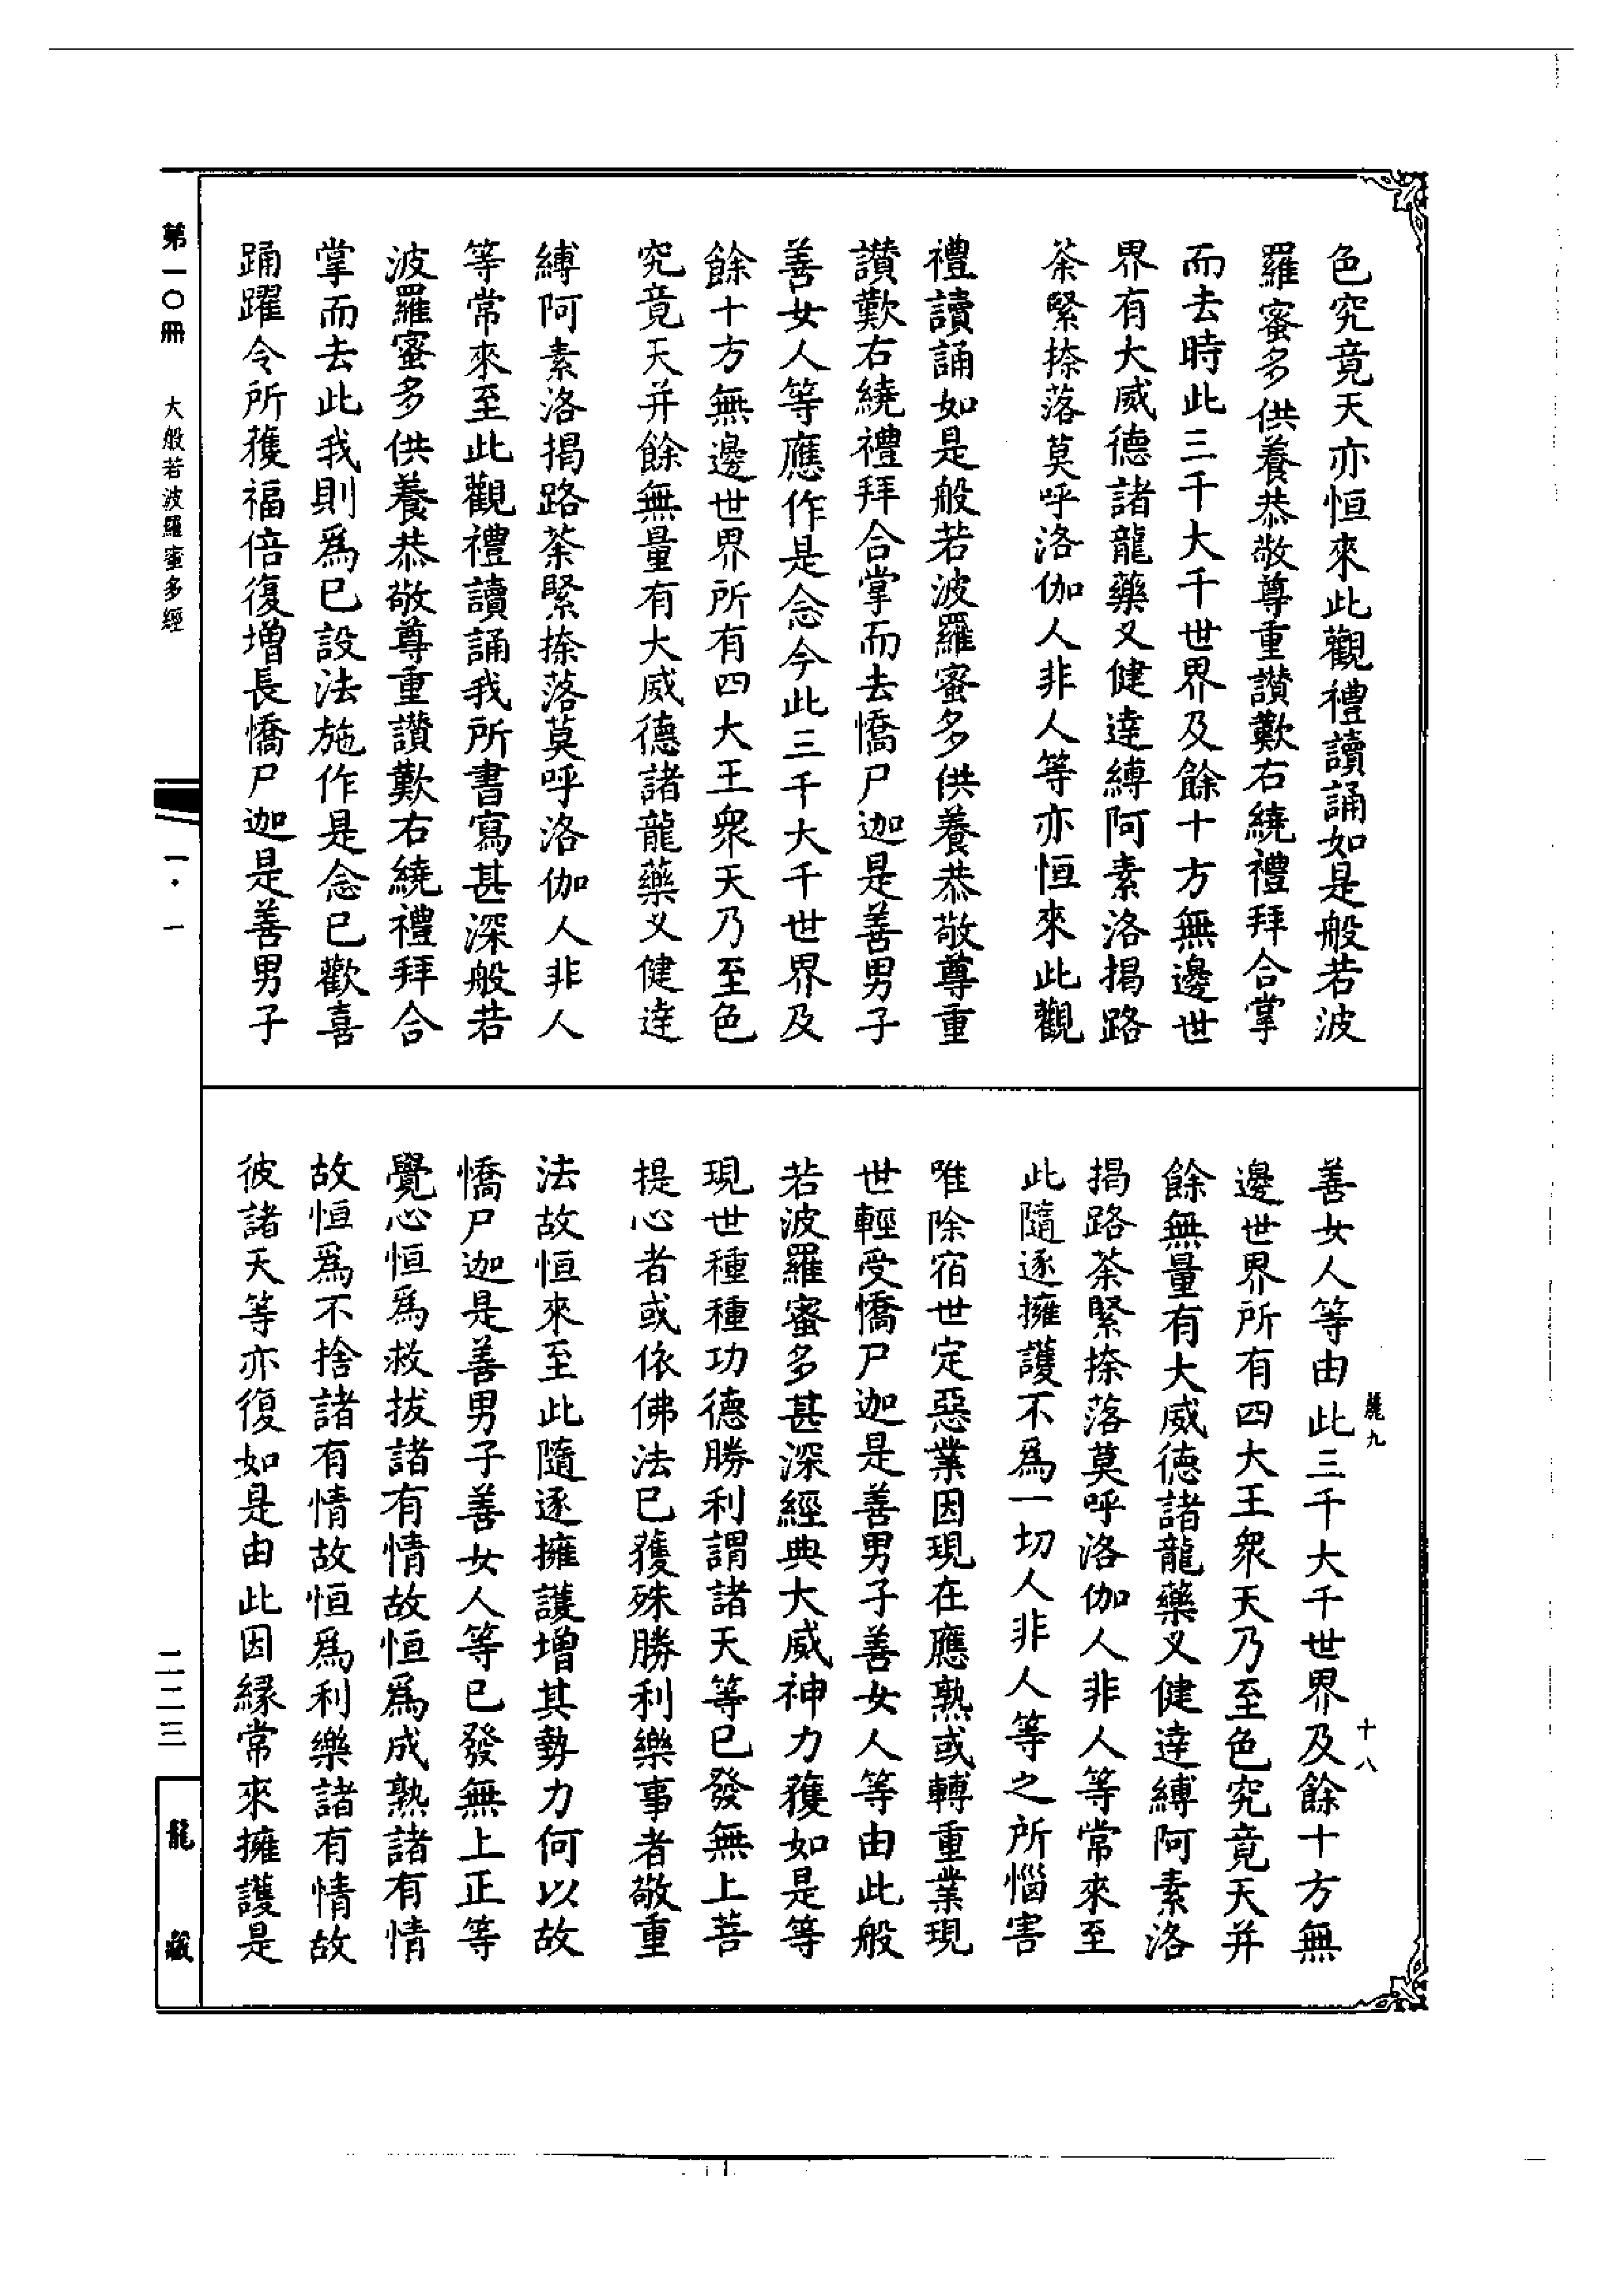 色究竟天亦恒來此觀禮讀誦如是般若波
羅蜜多供養恭敬尊重讃歎右繞禮拜合掌
而去時此三千大千世界及餘十方無邊世
界有大威德諸龍藥叉健達縛阿素洛揭路
荼緊捺落莫呼洛伽人非人等亦恒來此觀
禮讀誦如是般若波羅蜜多供養恭敬尊重
讃歎右繞禮拜合掌而去憍尸迦是善男子
善女人等應作是念今此三千大千世界及
餘十方無邊世界所有四大王衆天乃至色
究竟天并餘無量有大威德諸龍藥叉健達
縛阿素洛揭路荼緊捺落莫呼洛伽人非人
等常來至此觀禮讀誦我所書寫甚深般若
波羅蜜多供養恭敬尊重讃歎右繞禮拜合
掌而去此我則爲已設法施作是念已歡喜
踊躍令所獲福倍復增長憍尸迦是善男子
善女人等由此三千大千世界及餘十方無
邊世界所有四大王衆天乃至色究竟天并
餘無量有大威德諸龍藥叉健達縛阿素洛
揭路荼緊捺落莫呼洛伽人非人等常來至
此隨逐擁護不爲一切人非人等之所惱害
唯除宿世定惡業因現在應熟或轉重業現
世輕受憍尸迦是善男子善女人等由此般
若波羅蜜多甚深經典大威神力獲如是等
現世種種功德勝利謂諸天等已發無上菩
提心者或依佛法已獲殊勝利樂事者敬重
法故恒來至此隨逐擁護增其勢力何以故
憍尸迦是善男子善女人等已發無上正等
覺心恒爲救拔諸有情故恒爲成熟諸有情
故恒爲不捨諸有情故恒爲利樂諸有情故
彼諸天等亦復如是由此因緣常來擁護是
麗九
十八
第一〇冊
大般若波羅蜜多經
一·一
二二三
龍藏